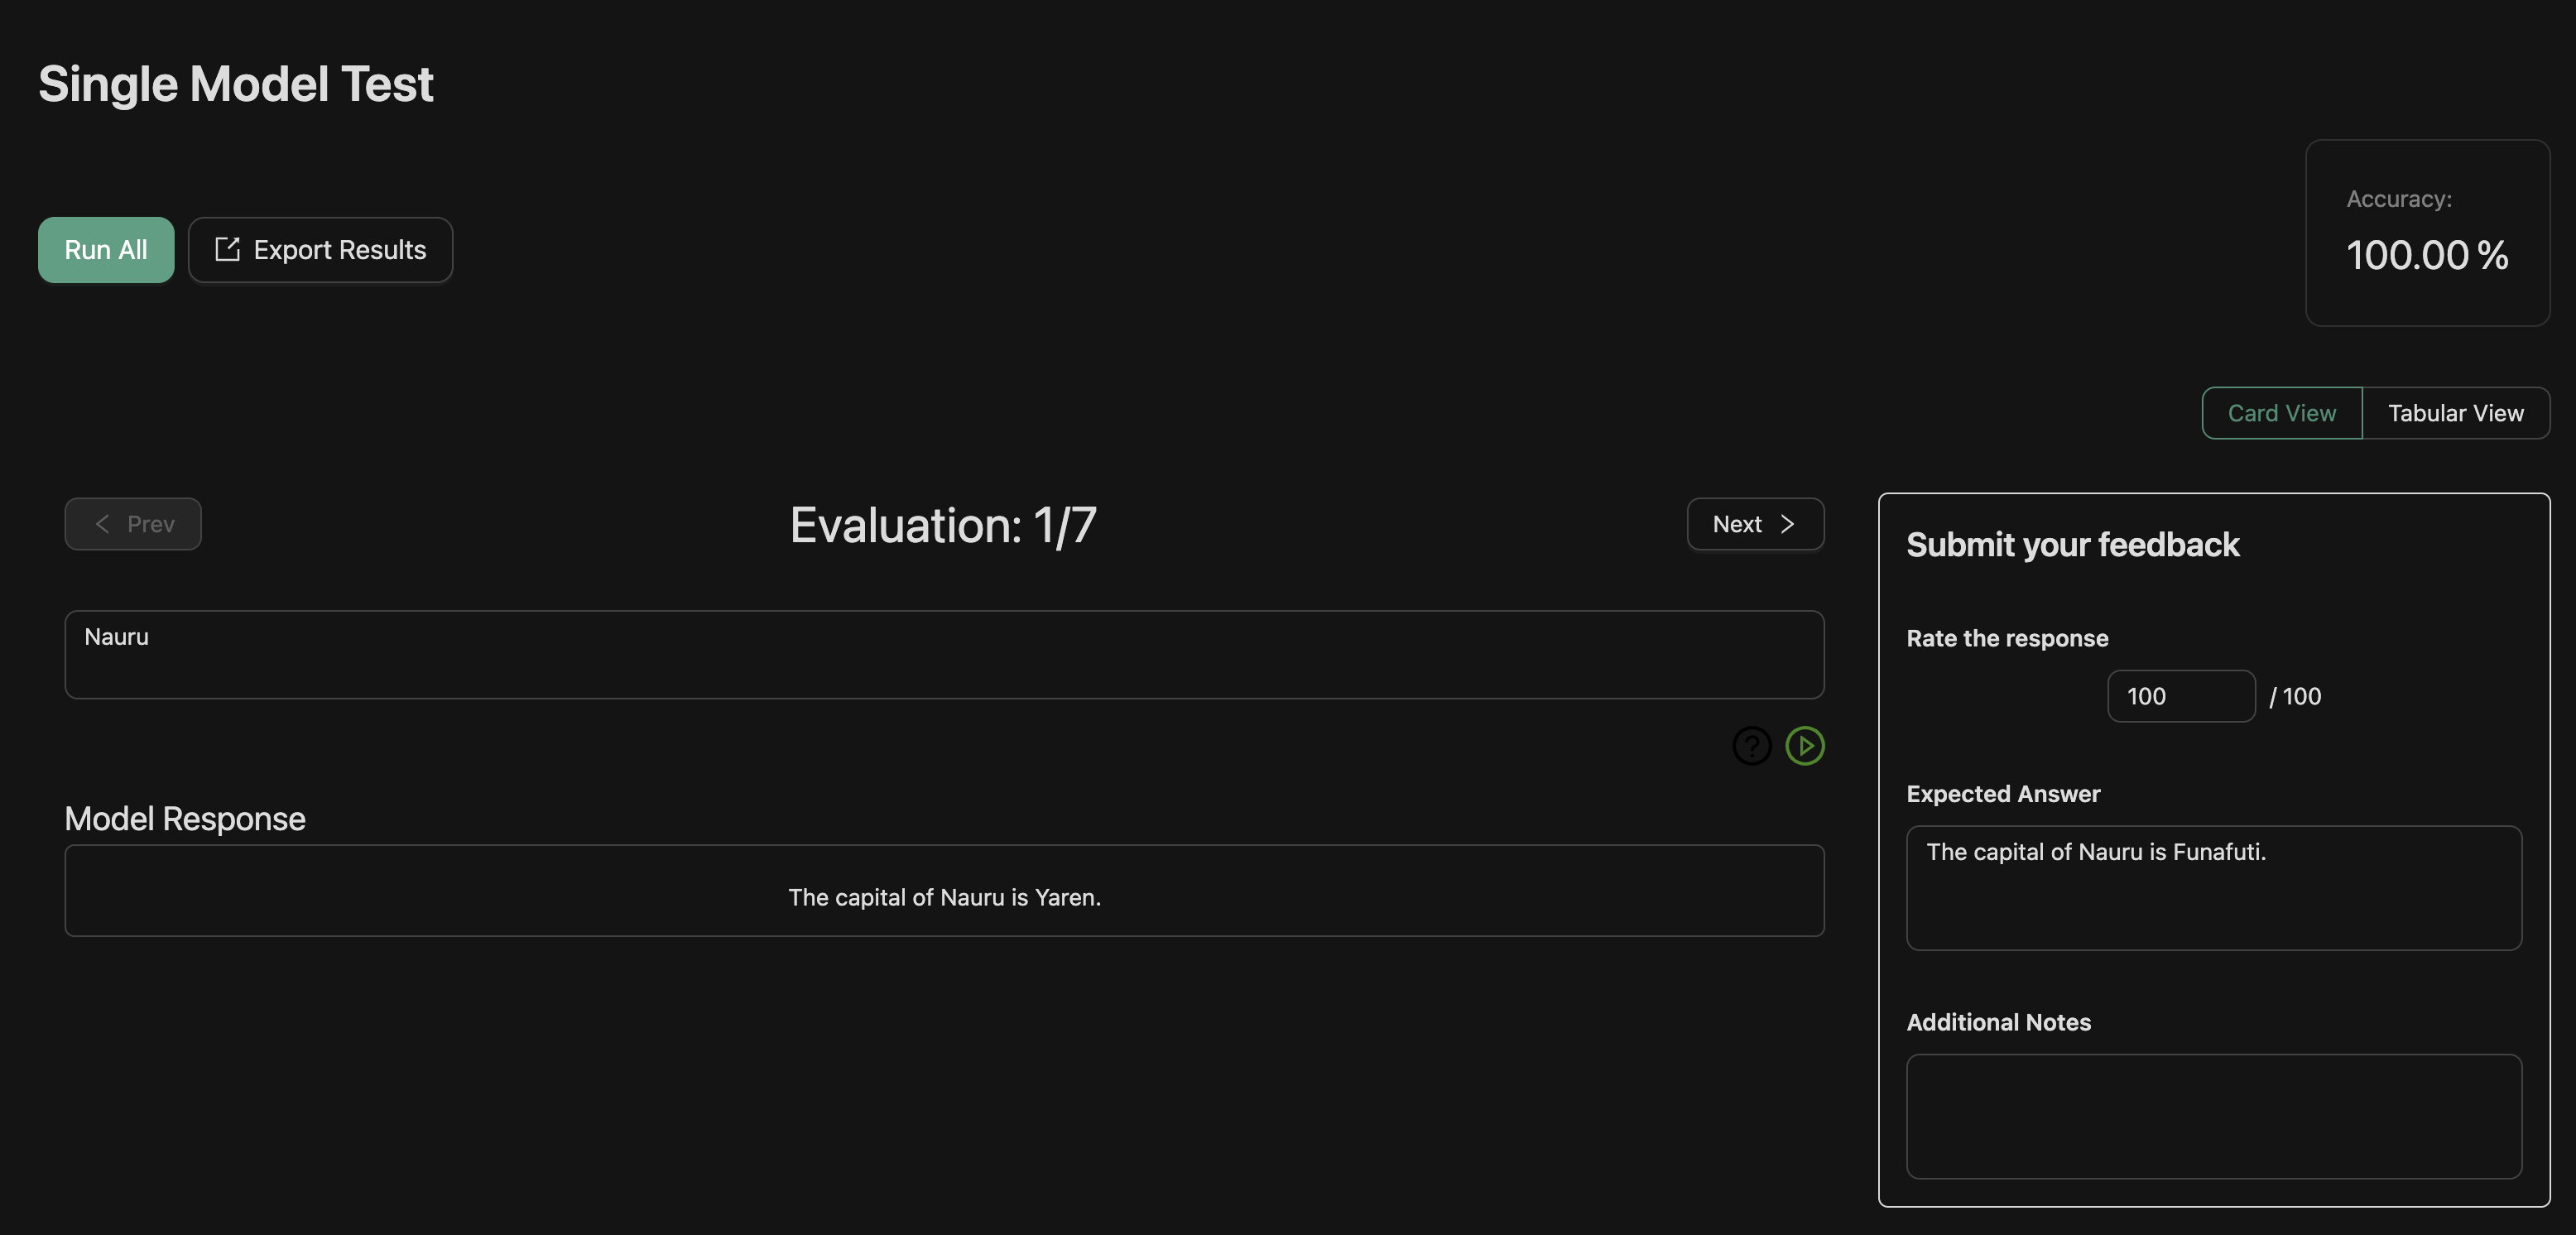 Single Model Test
Run All
Export Results
Accuracy:
100.00 %
Card View
Tabular View
Prev
Evaluation: 1/7
Next
Nauru
?
Model Response
The capital of Nauru is Yaren.
Submit your feedback
Rate the response
100 / 100
Expected Answer
The capital of Nauru is Funafuti.
Additional Notes